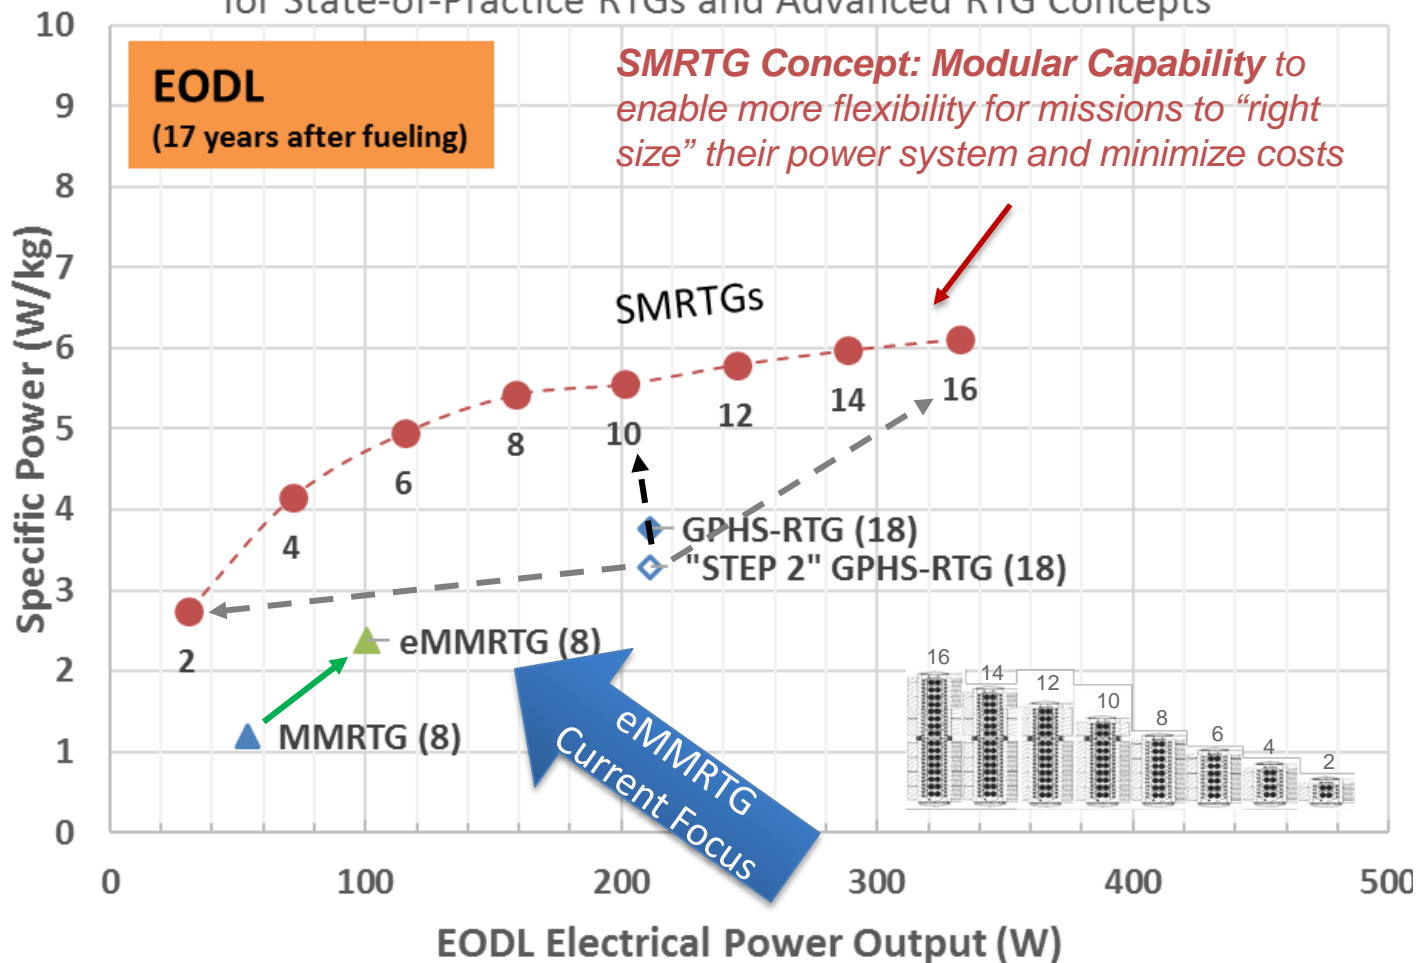 for State-of-Practice RTGs and Advanced RTG Concepts
EODL
(17 years after fueling)
SMRTG Concept: Modular Capability to
enable more flexibility for missions to “right
size” their power system and minimize costs
Specific Power (W/kg)
10
9
8
7
6
5
4
3
2
1
0
SMRTGs
2
4
6
8
10
12
14
16
GPHS-RTG (18)
"STEP 2" GPHS-RTG (18)
eMMRTG (8)
MMRTG (8)
eMMRTG
Current Focus
16
14
12
10
8
6
4
2
0
100
200
300
400
500
EODL Electrical Power Output (W)